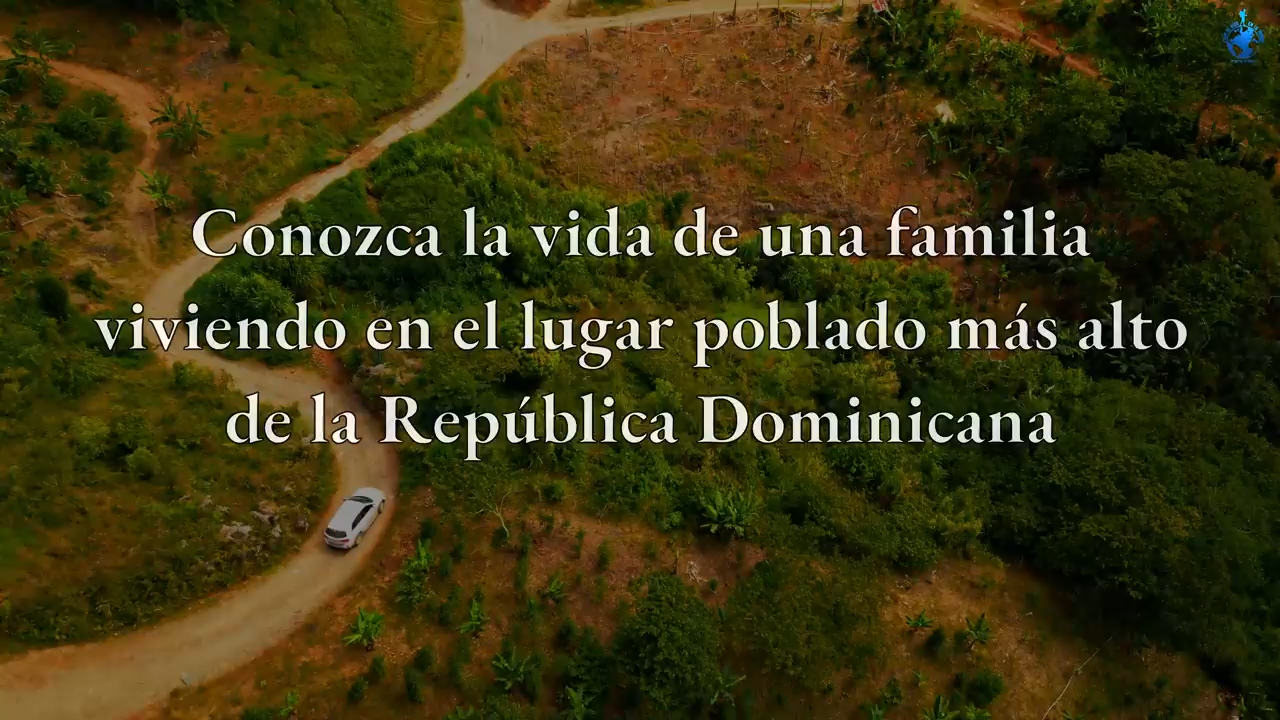 Conozca la vida de una familia
viviendo en el lugar poblado más alto
de la República Dominicana